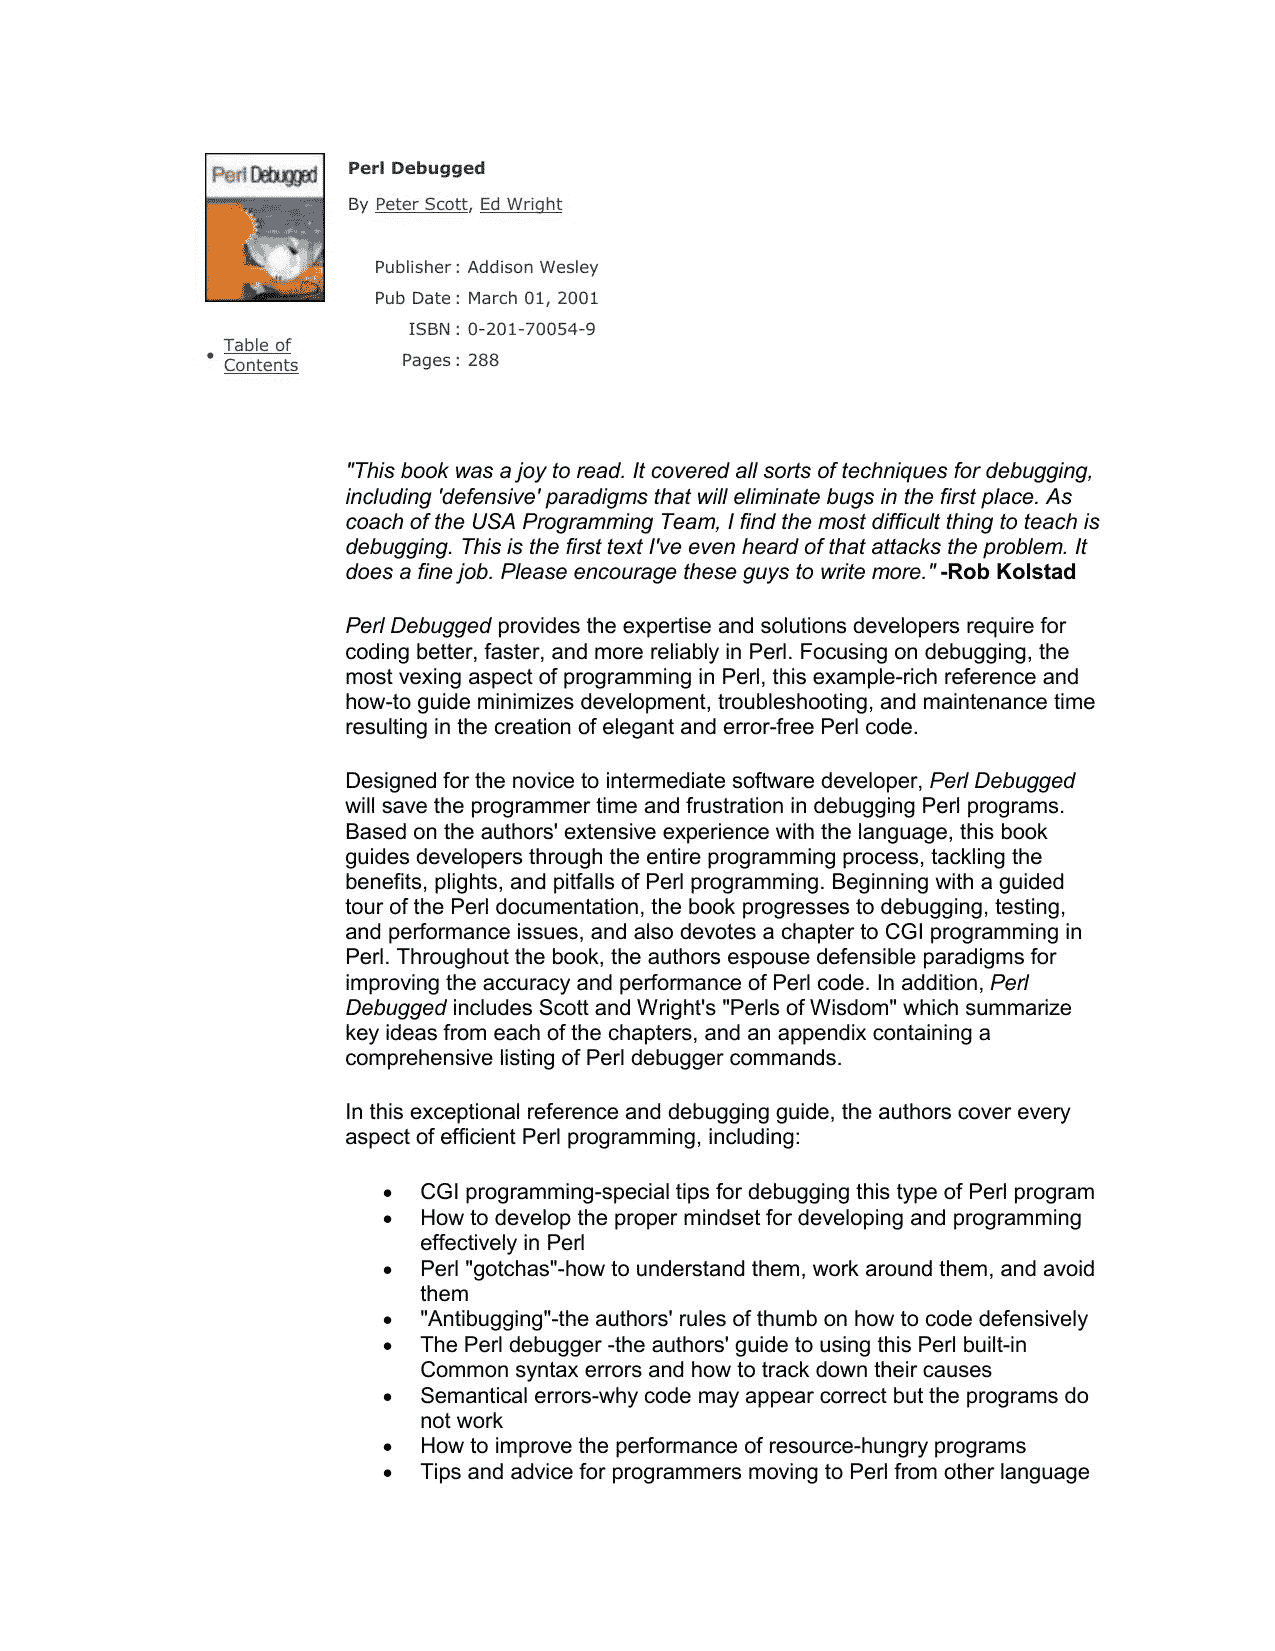 Perl Debugged
Perl Debugged
By Peter Scott, Ed Wright
Publisher : Addison Wesley
Pub Date : March 01, 2001
ISBN : 0-201-70054-9
Pages : 288
• Table of
Contents
"This book was a joy to read. It covered all sorts of techniques for debugging,
including 'defensive' paradigms that will eliminate bugs in the first place. As
coach of the USA Programming Team, I find the most difficult thing to teach is
debugging. This is the first text I've even heard of that attacks the problem. It
does a fine job. Please encourage these guys to write more." -Rob Kolstad
Perl Debugged provides the expertise and solutions developers require for
coding better, faster, and more reliably in Perl. Focusing on debugging, the
most vexing aspect of programming in Perl, this example-rich reference and
how-to guide minimizes development, troubleshooting, and maintenance time
resulting in the creation of elegant and error-free Perl code.
Designed for the novice to intermediate software developer, Perl Debugged
will save the programmer time and frustration in debugging Perl programs.
Based on the authors' extensive experience with the language, this book
guides developers through the entire programming process, tackling the
benefits, plights, and pitfalls of Perl programming. Beginning with a guided
tour of the Perl documentation, the book progresses to debugging, testing,
and performance issues, and also devotes a chapter to CGI programming in
Perl. Throughout the book, the authors espouse defensible paradigms for
improving the accuracy and performance of Perl code. In addition, Perl
Debugged includes Scott and Wright's "Perls of Wisdom" which summarize
key ideas from each of the chapters, and an appendix containing a
comprehensive listing of Perl debugger commands.
In this exceptional reference and debugging guide, the authors cover every
aspect of efficient Perl programming, including:
• CGI programming-special tips for debugging this type of Perl program
• How to develop the proper mindset for developing and programming
effectively in Perl
• Perl "gotchas"-how to understand them, work around them, and avoid
them
• "Antibugging"-the authors' rules of thumb on how to code defensively
• The Perl debugger -the authors' guide to using this Perl built-in
Common syntax errors and how to track down their causes
• Semantical errors-why code may appear correct but the programs do
not work
• How to improve the performance of resource-hungry programs
• Tips and advice for programmers moving to Perl from other language